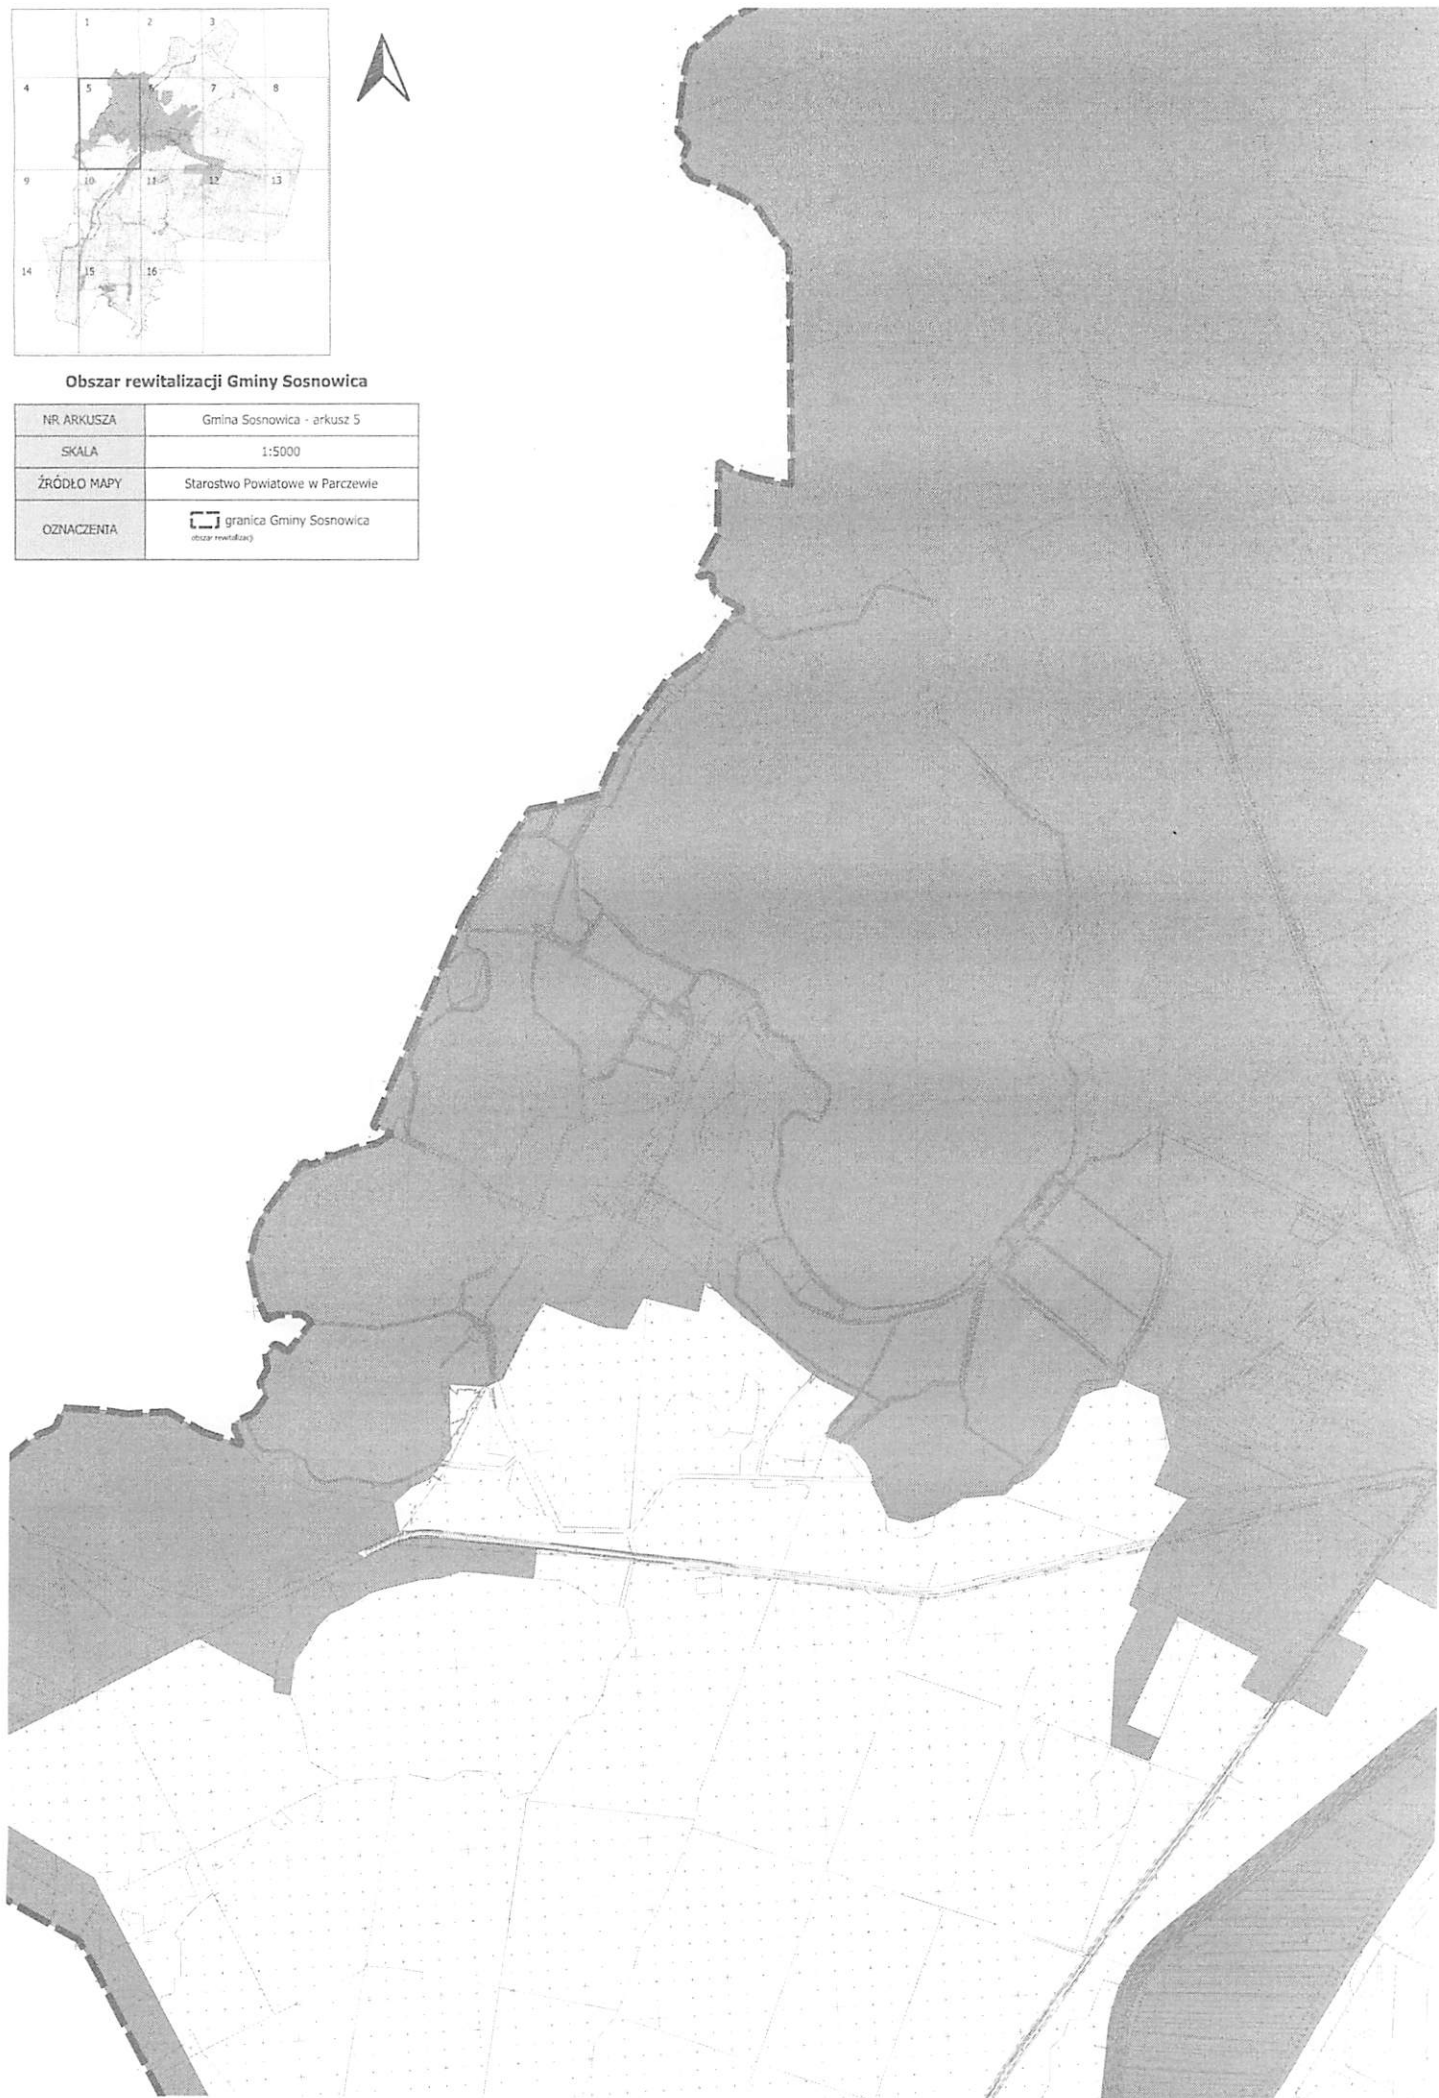 1 2 3
4 5 6 7 8
9 10 11 12 13
14 15 16
Obszar rewitalizacji Gminy Sosnowica
NR ARKUSZA Gmina Sosnowica - arkusz 5
SKALA 1:5000
ŹRÓDŁO MAPY Starostwo Powiatowe w Parczewie
OZNACZENIA granica Gminy Sosnowica
obszar rewitalizacji